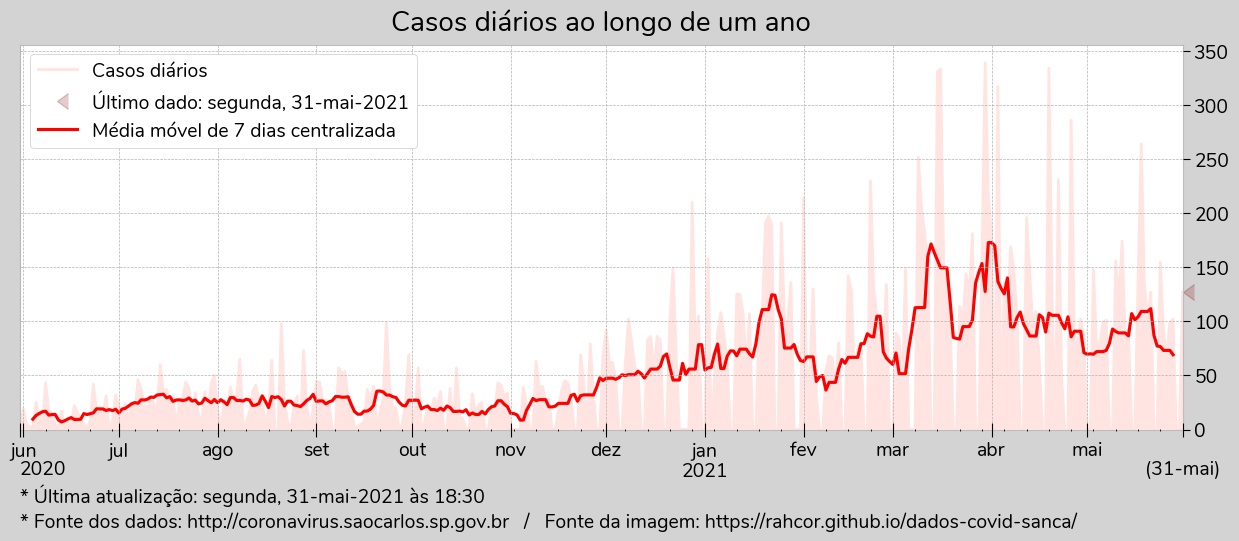 Casos diários ao longo de um ano
Casos diários
Último dado: segunda, 31-mai-2021
Média móvel de 7 dias centralizada
350
300
250
200
150
100
50
0
jun jul ago set out nov dez jan fev mar abr mai
2020 2021 (31-mai)
* Última atualização: segunda, 31-mai-2021 às 18:30
* Fonte dos dados: http://coronavirus.saocarlos.sp.gov.br / Fonte da imagem: https://rahcor.github.io/dados-covid-sanca/